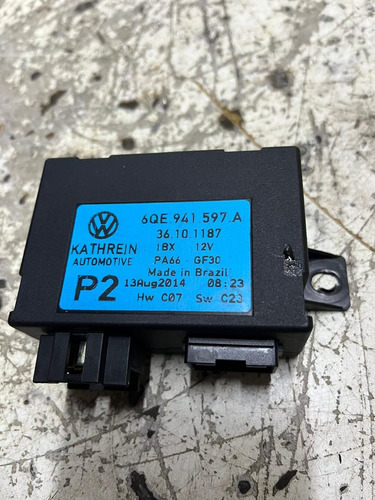 6QE 941 597 A
36.10.1187
KATHREIN
AUTOMOTIVE
1BX 12V
PA66 - GF30
Made in Brazil
P2
13Aug2014 08:23
Hw C07 Sw C23